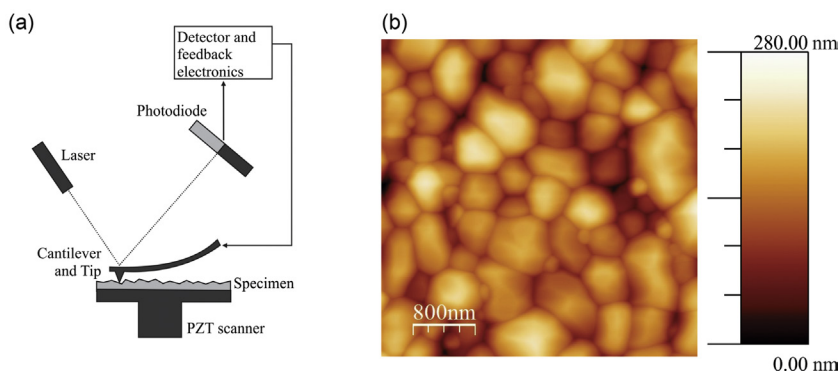 (a)
Detector and
feedback
electronics
Photodiode
Laser
Cantilever
and Tip
Specimen
PZT scanner
(b)
280.00 nm
800nm
0.00 nm